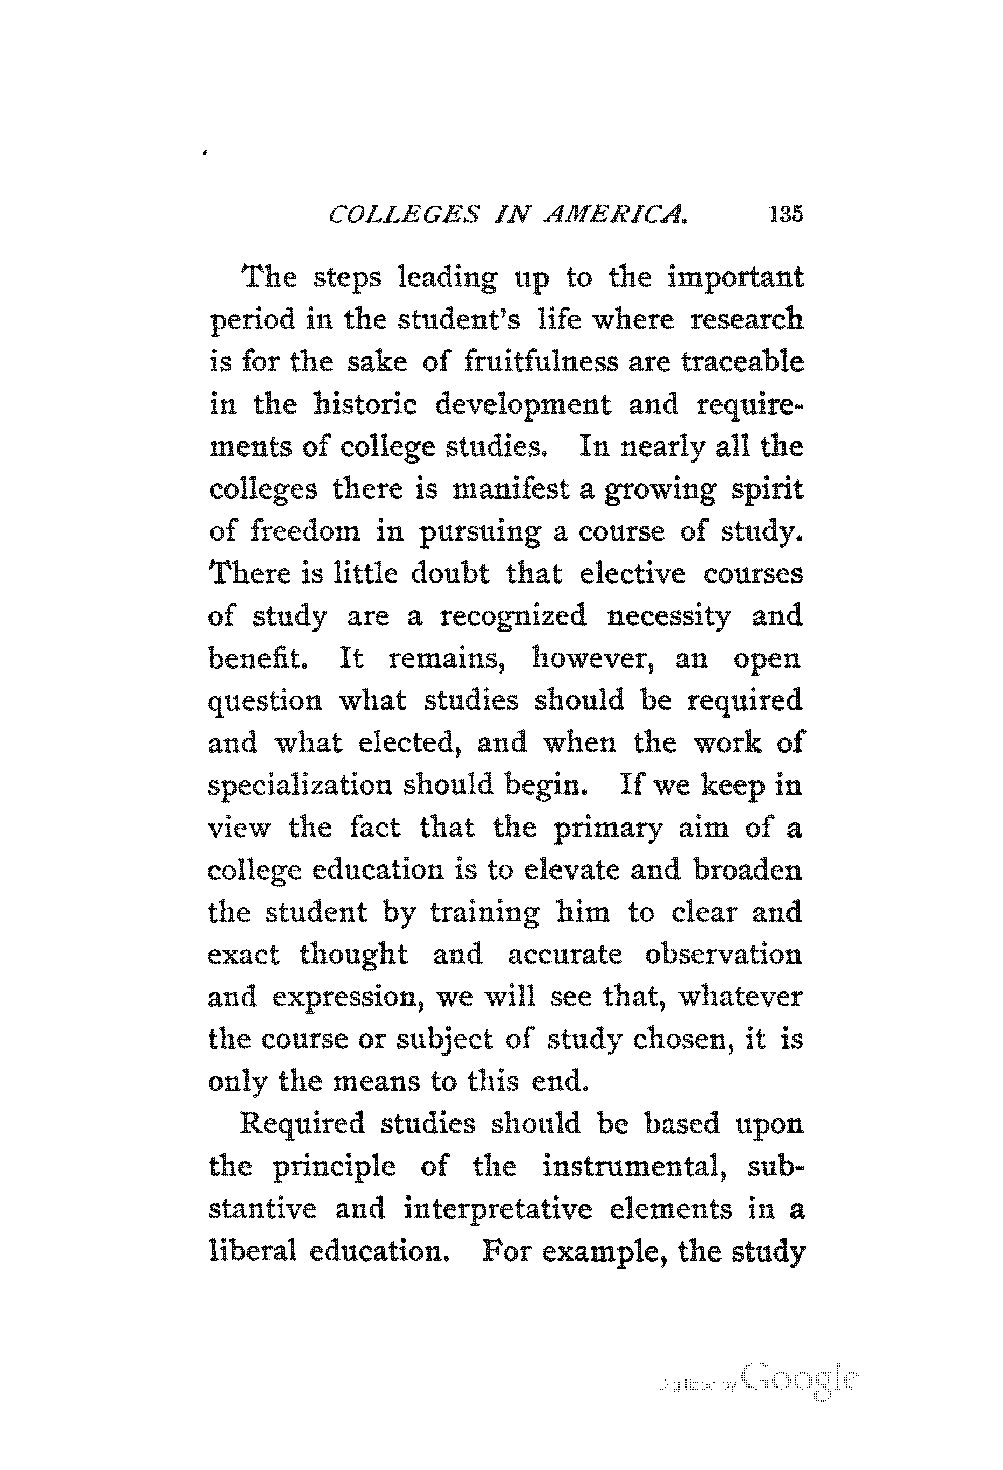 COLLEGES IN AMERICA. 135
The steps leading up to the important
period in the student's life where research
is for the sake of fruitfulness are traceable
in the historic development and require-
ments of college studies. In nearly all the
colleges there is manifest a growing spirit
of freedom in pursuing a course of study.
There is little doubt that elective courses
of study are a recognized necessity and
benefit. It remains, however, an open
question what studies should be required
and what elected, and when the work of
specialization should begin. If we keep in
view the fact that the primary aim of a
college education is to elevate and broaden
the student by training him to clear and
exact thought and accurate observation
and expression, we will see that, whatever
the course or subject of study chosen, it is
only the means to this end.
Required studies should be based upon
the principle of the instrumental, sub-
stantive and interpretative elements in a
liberal education. For example, the study
Digitized by Google